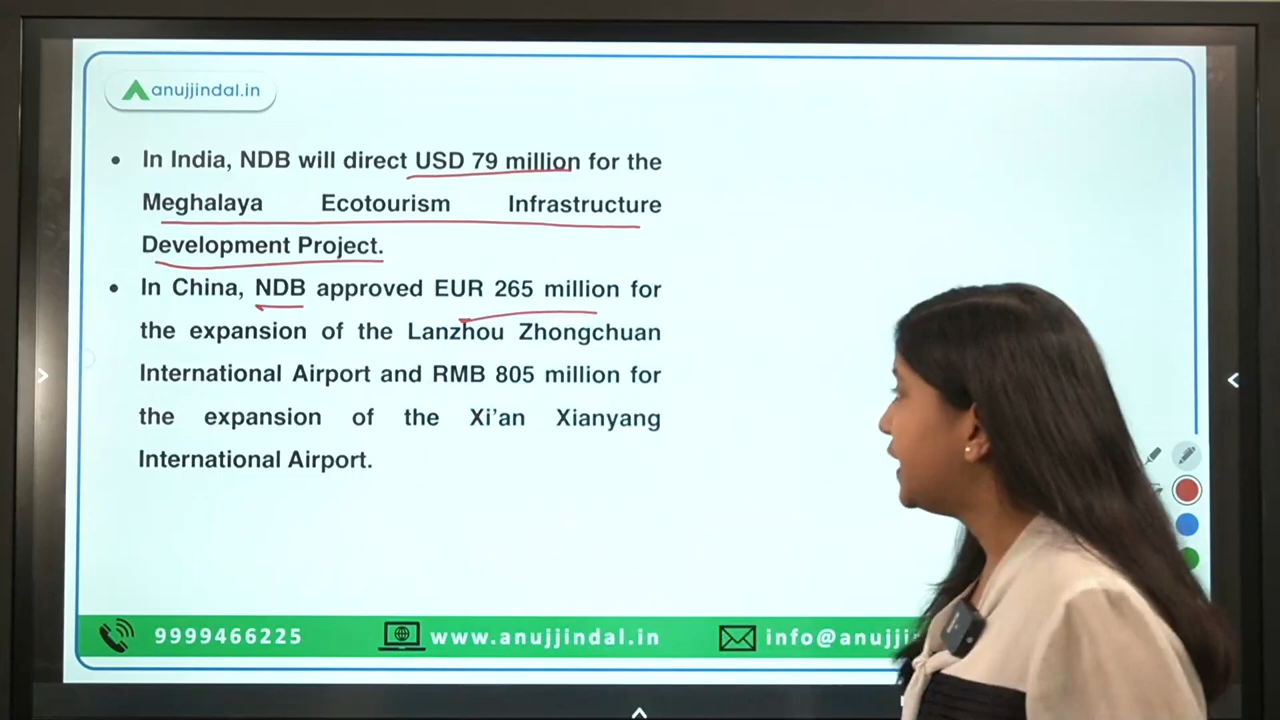 anujjindal.in
• In India, NDB will direct USD 79 million for the
Meghalaya Ecotourism Infrastructure
Development Project.
• In China, NDB approved EUR 265 million for
the expansion of the Lanzhou Zhongchuan
International Airport and RMB 805 million for
the expansion of the Xi’an Xianyang
International Airport.
9999466225 www.anujjindal.in